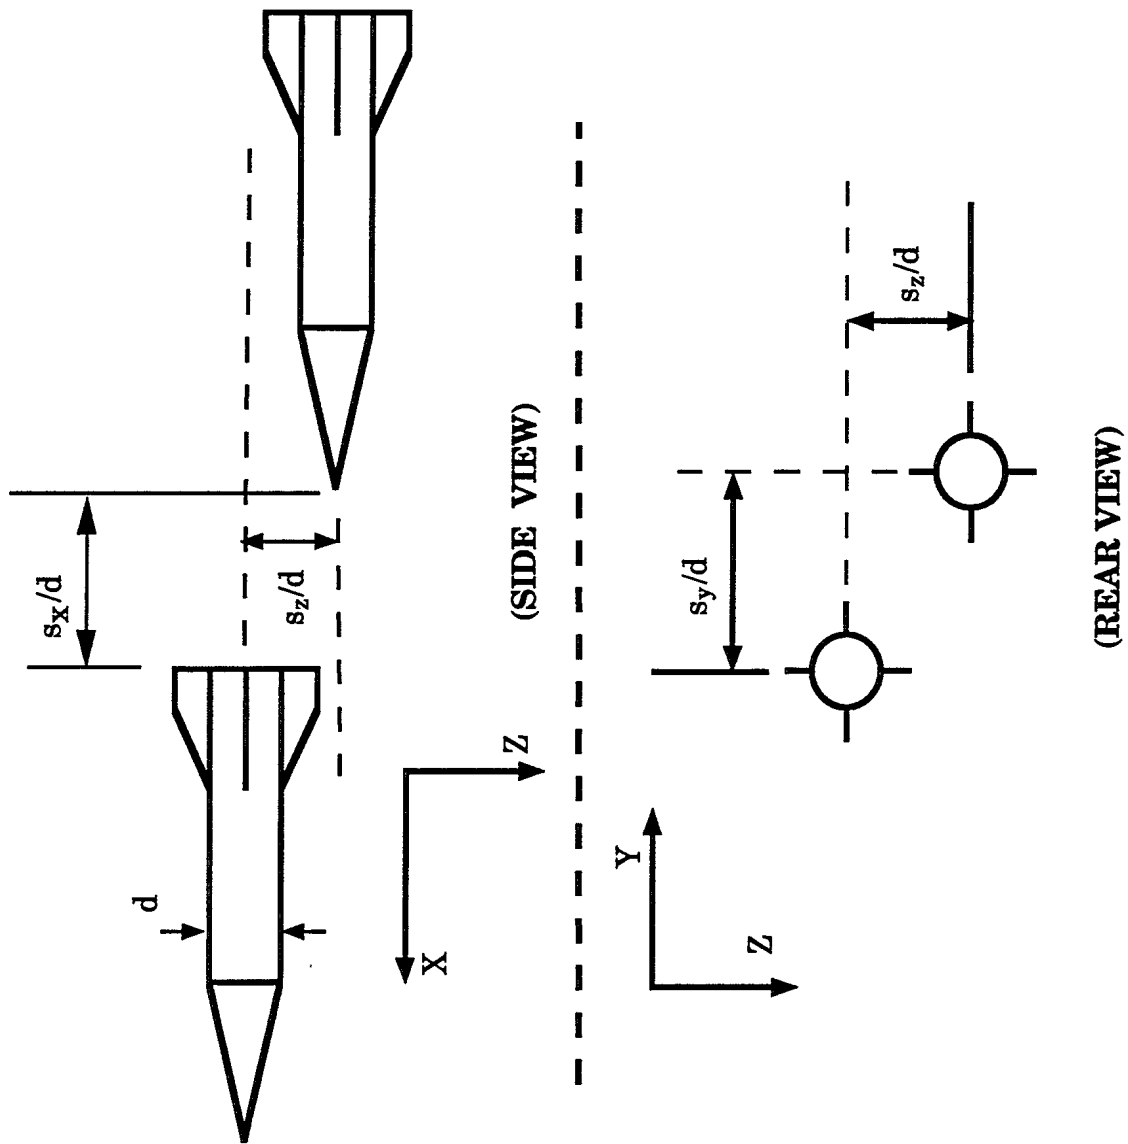 s_x/d
s_z/d
d
Z
X
(SIDE VIEW)
s_z/d
s_y/d
Y
Z
(REAR VIEW)